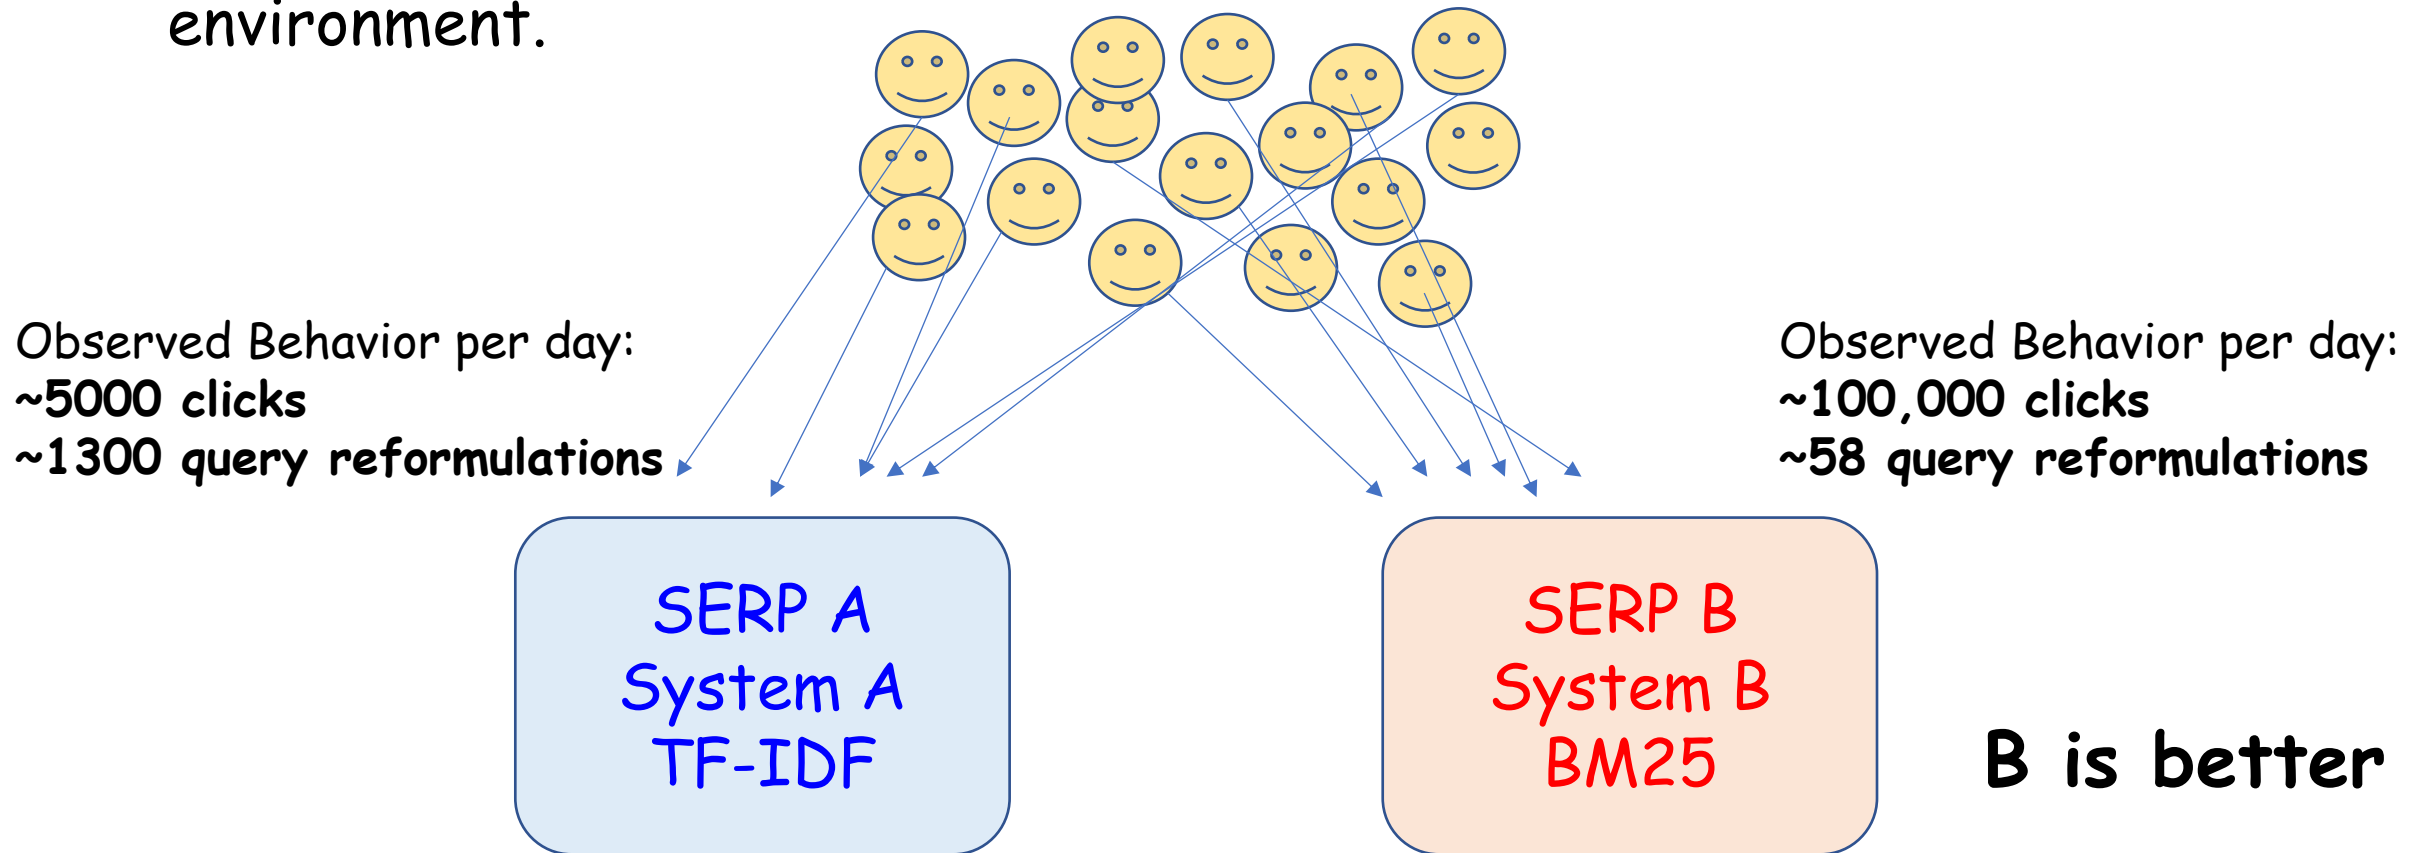 environment.
Observed Behavior per day:
~5000 clicks
~1300 query reformulations
Observed Behavior per day:
~100,000 clicks
~58 query reformulations
SERP A
System A
TF-IDF
SERP B
System B
BM25
B is better